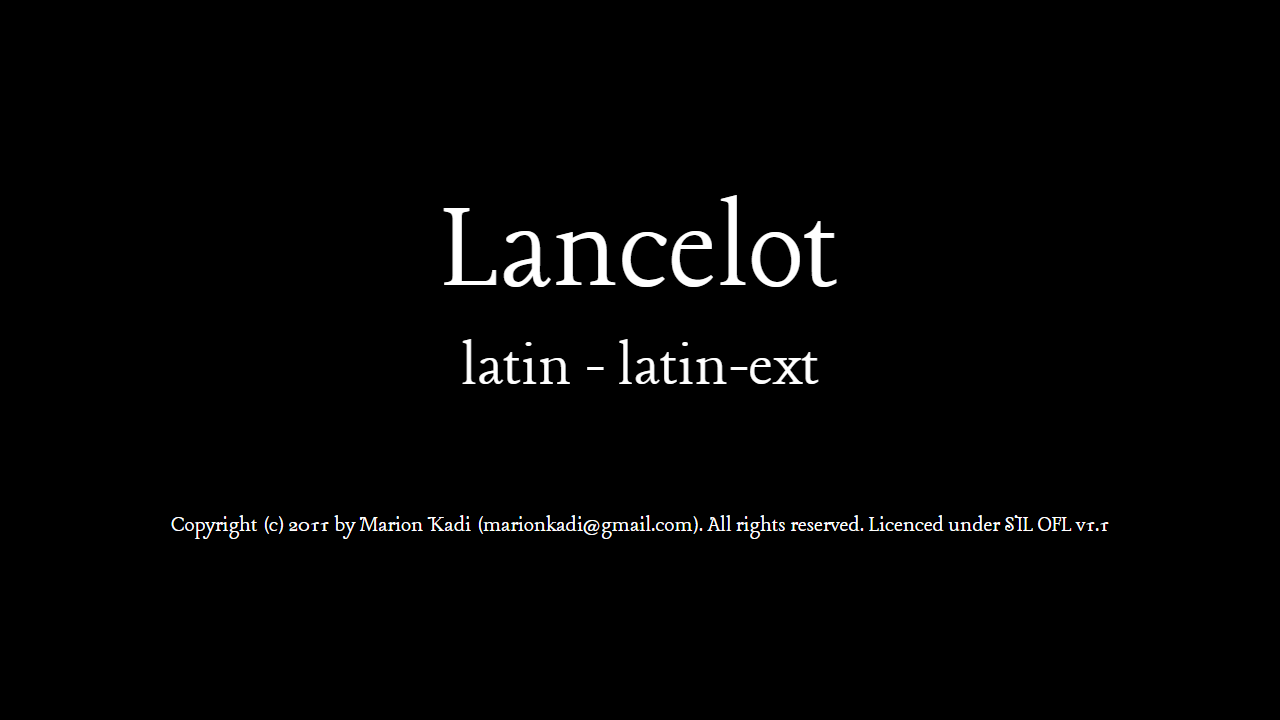 Lancelot
latin - latin-ext
Copyright (c) 2011 by Marion Kadi (marionkadi@gmail.com). All rights reserved. Licenced under SIL OFL v1.1